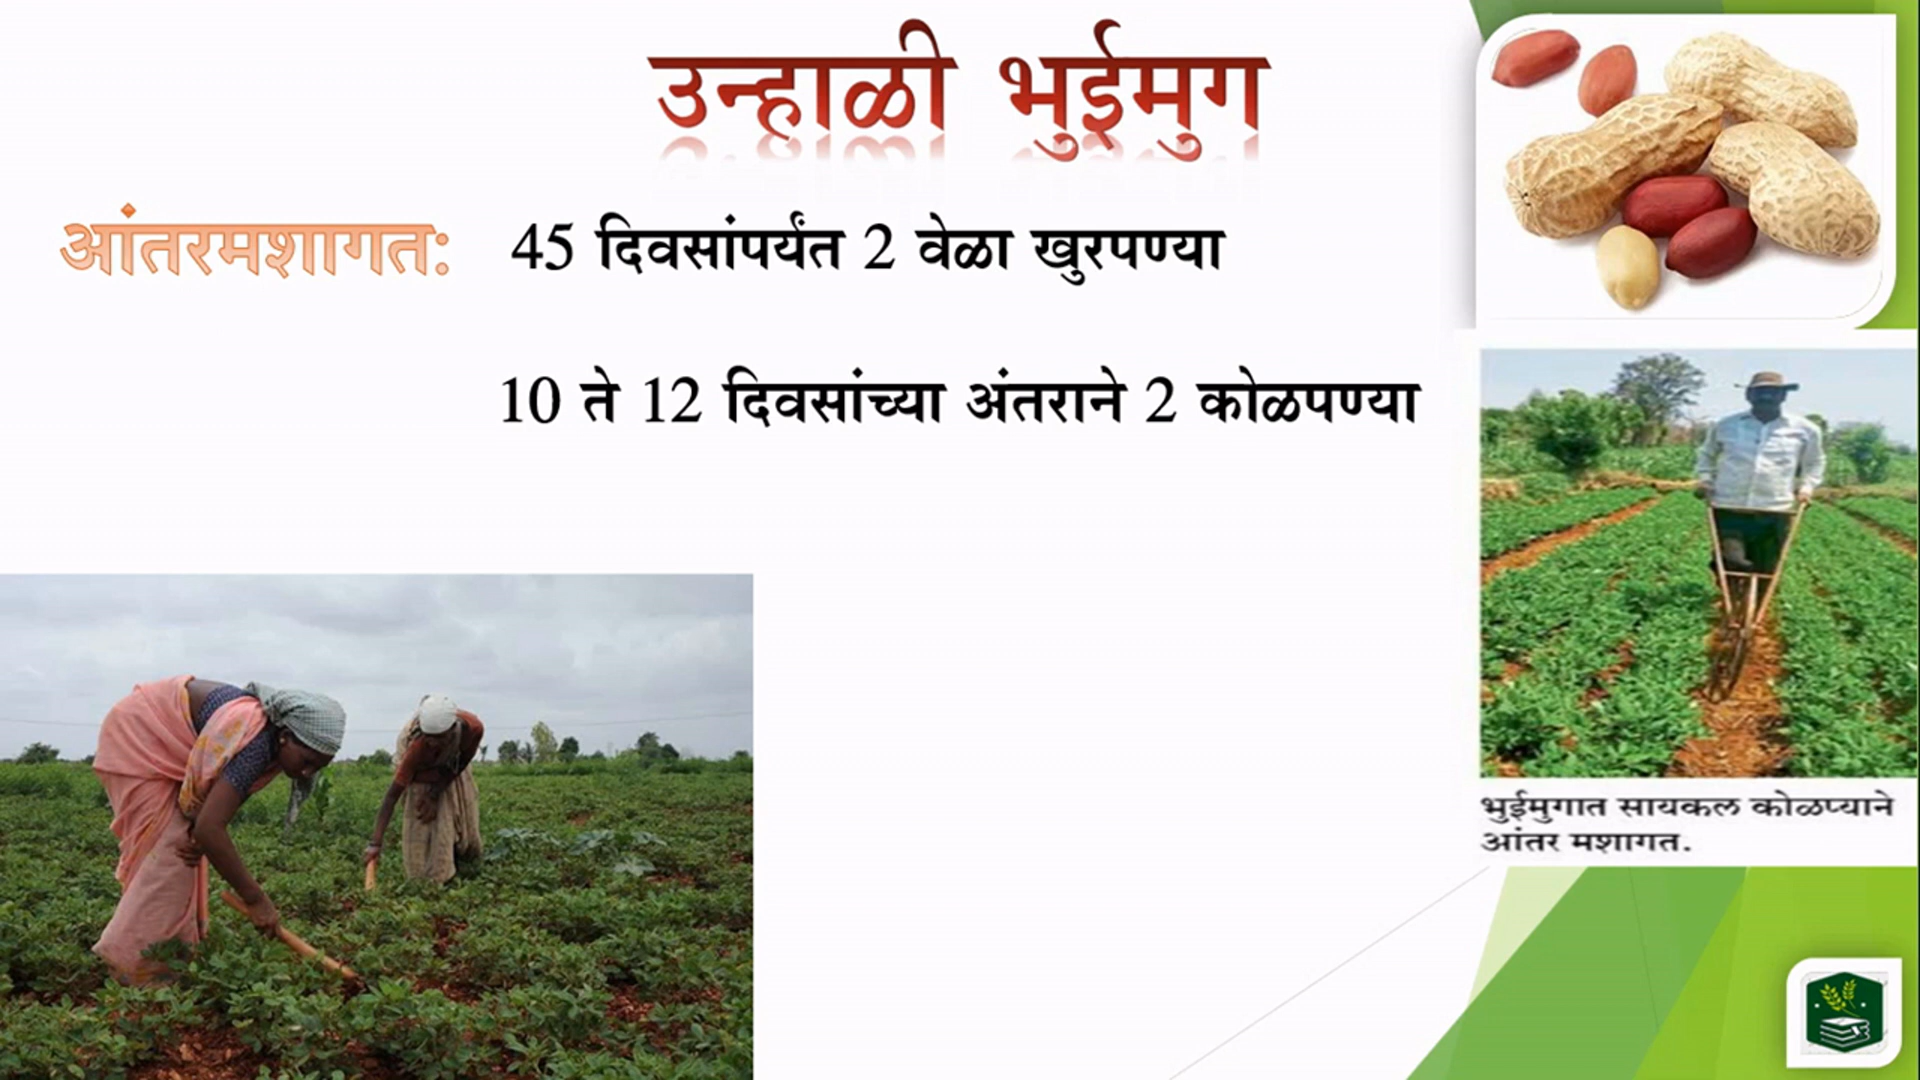 उन्हाळी भुईमुग
आंतरमशागत: 45 दिवसांपर्यंत 2 वेळा खुरपण्या
10 ते 12 दिवसांच्या अंतराने 2 कोळपण्या
भुईमुगात सायकल कोळप्याने
आंतर मशागत.